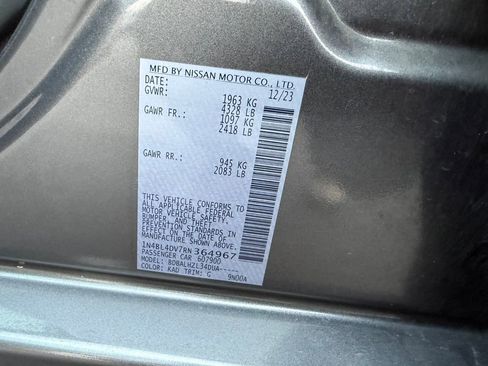 MFD BY NISSAN MOTOR CO., LTD.
DATE: 12/23
GVWR: 1963 KG
4328 LB
GAWR FR.: 1097 KG
2418 LB
GAWR RR.: 945 KG
2083 LB
THIS VEHICLE CONFORMS TO
ALL APPLICABLE FEDERAL
MOTOR VEHICLE SAFETY,
BUMPER, AND THEFT
PREVENTION STANDARDS IN
EFFECT ON THE DATE OF
MANUFACTURE SHOWN ABOVE.
1N4BL4DV7RN364967
PASSENGER CAR 6D7900
MODEL: BDBALHZL34DUA-----
COLOR: KAD TRIM: G 9N00A